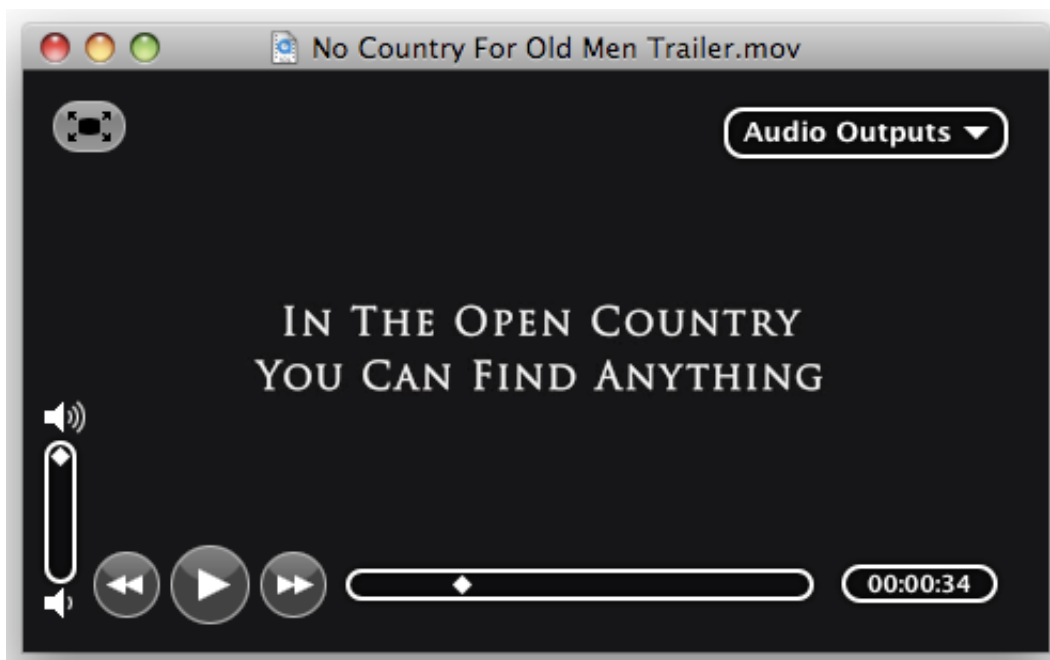 No Country For Old Men Trailer.mov
Audio Outputs
In The Open Country
You Can Find Anything
00:00:34